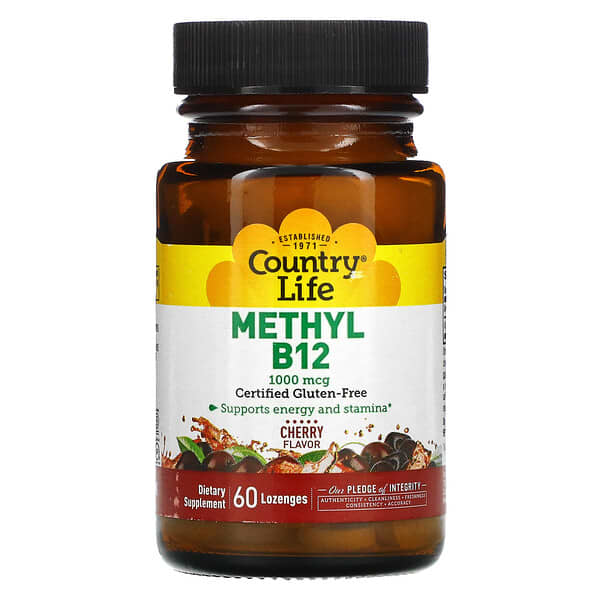 ESTABLISHED
1971
Country®
Life
METHYL
B12
1000 mcg
Certified Gluten-Free
Supports energy and stamina*
CHERRY
FLAVOR
Dietary
Supplement
60 Lozenges
Our PLEDGE of INTEGRITY
AUTHENTICITY • CLEANLINESS • FRESHNESS
CONSISTENCY • ACCURACY